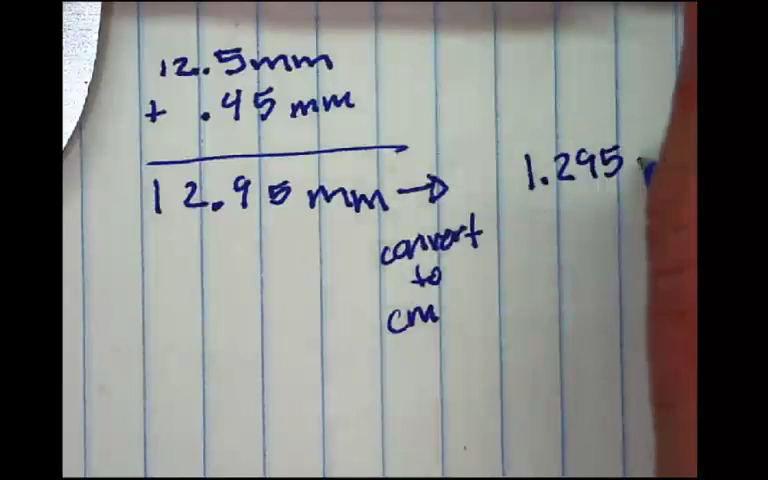 12.5mm
+ .45 mm
12.95 mm → 1.295
convert
to
cm